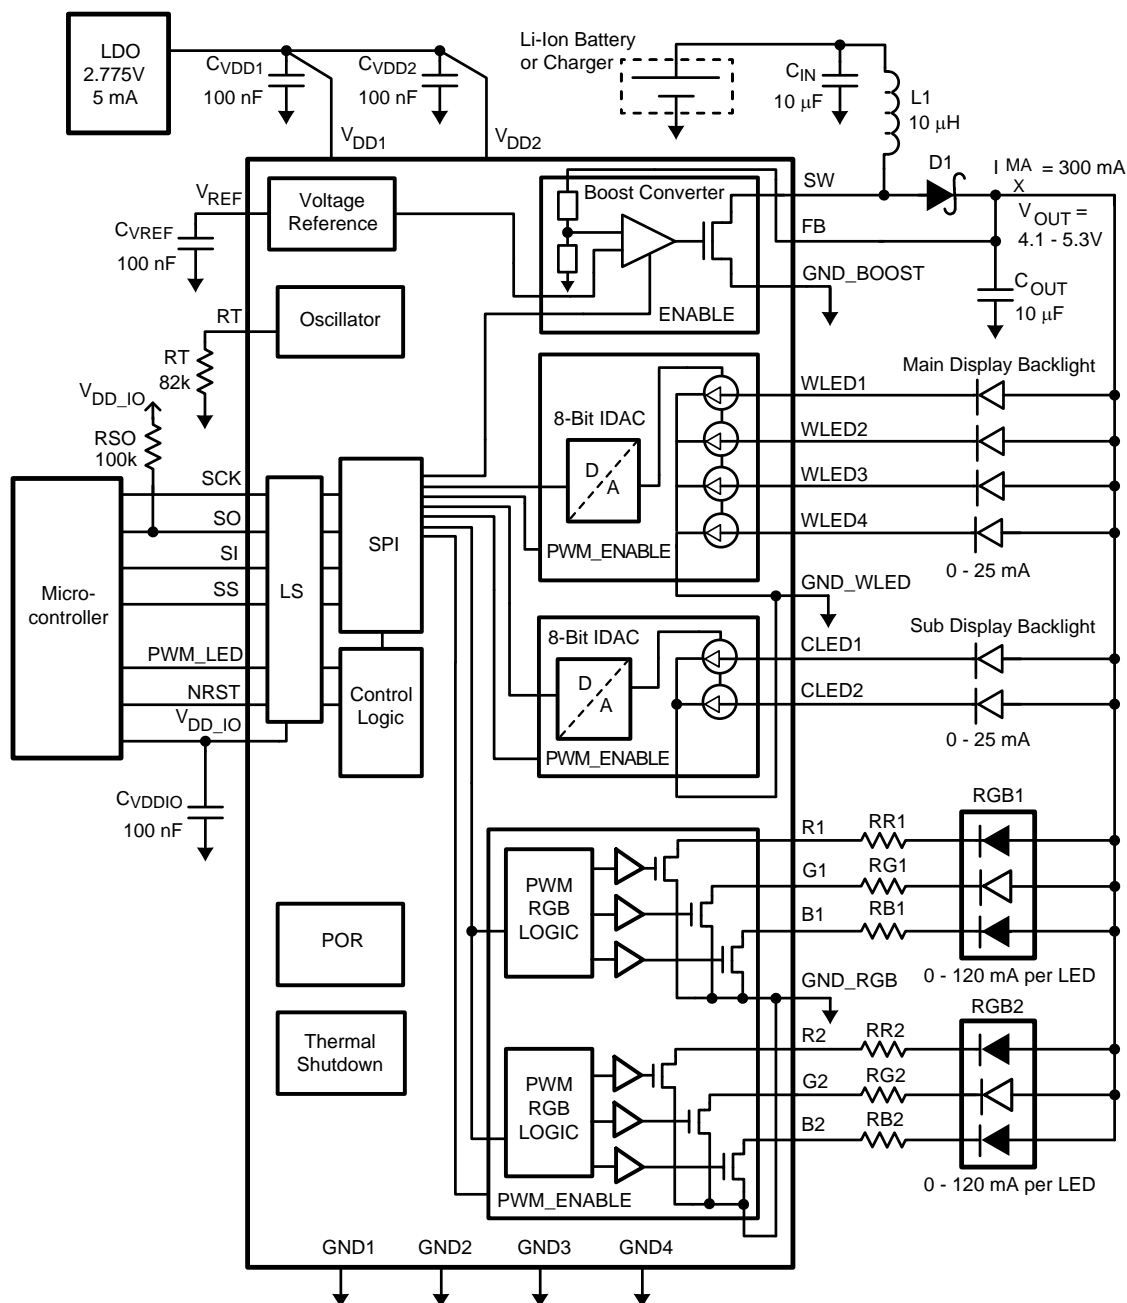 LDO
2.775V
5 mA
CVDD1
100 nF
CVDD2
100 nF
VDD1
VDD2
Li-Ion Battery
or Charger
CIN
10 μF
L1
10 μH
D1
I MAX = 300 mA
VOUT =
4.1 - 5.3V
COUT
10 μF
SW
FB
GND_BOOST
Boost Converter
ENABLE
VREF
CVREF
100 nF
Voltage
Reference
RT
Oscillator
RT
82k
VDD_IO
RSO
100k
Micro-
controller
SCK
SO
SI
SS
PWM_LED
NRST
VDD_IO
CVDDIO
100 nF
LS
SPI
Control
Logic
8-Bit IDAC
D
A
PWM_ENABLE
WLED1
WLED2
WLED3
WLED4
GND_WLED
Main Display Backlight
0 - 25 mA
8-Bit IDAC
D
A
PWM_ENABLE
CLED1
CLED2
Sub Display Backlight
0 - 25 mA
POR
Thermal
Shutdown
PWM
RGB
LOGIC
R1
G1
B1
GND_RGB
RR1
RG1
RB1
RGB1
0 - 120 mA per LED
PWM
RGB
LOGIC
PWM_ENABLE
R2
G2
B2
RR2
RG2
RB2
RGB2
0 - 120 mA per LED
GND1
GND2
GND3
GND4